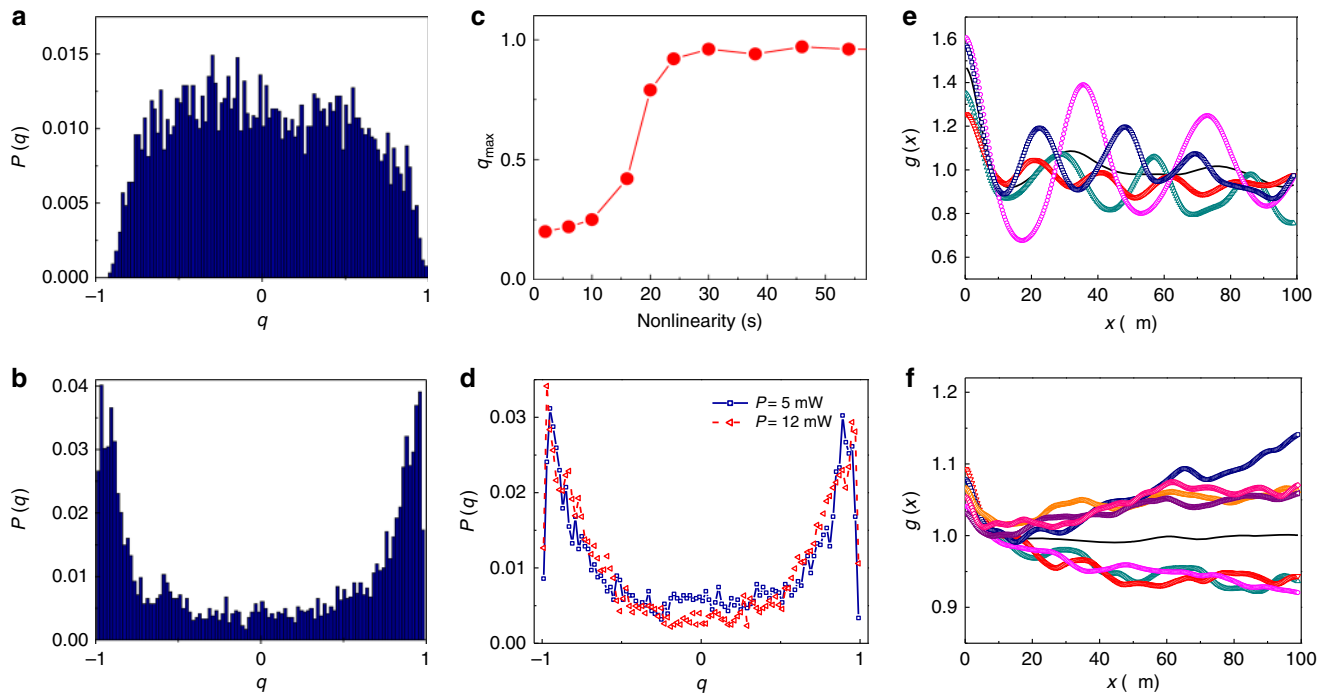 a
0.015
0.010
0.005
0.000
P (q)
−1
0
1
q
b
0.04
0.03
0.02
0.01
0.00
P (q)
−1
0
1
q
c
1.0
0.5
0.0
qmax
0
10
20
30
40
50
Nonlinearity (s)
d
0.03
0.02
0.01
0.00
P (q)
P = 5 mW
P = 12 mW
−1
0
1
q
e
1.6
1.4
1.2
1.0
0.8
0.6
g (x)
0
20
40
60
80
100
x ( m)
f
1.2
1.1
1.0
0.9
g (x)
0
20
40
60
80
100
x ( m)